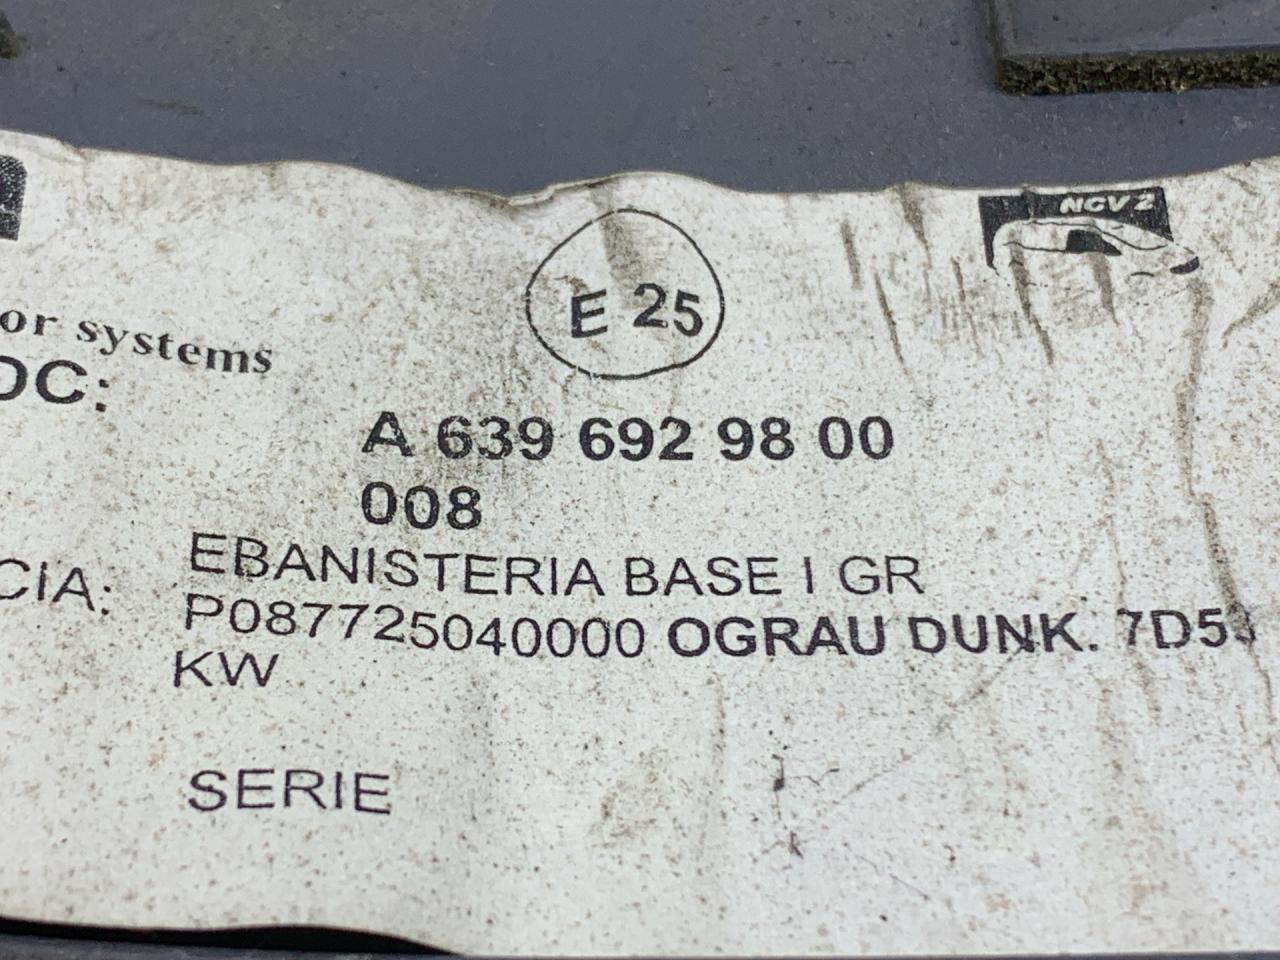 NCV 2
E 25
or systems
DC:
A 639 692 98 00
008
EBANISTERIA BASE I GR
CIA:
P087725040000 OGRAU DUNK. 7D53
KW
SERIE